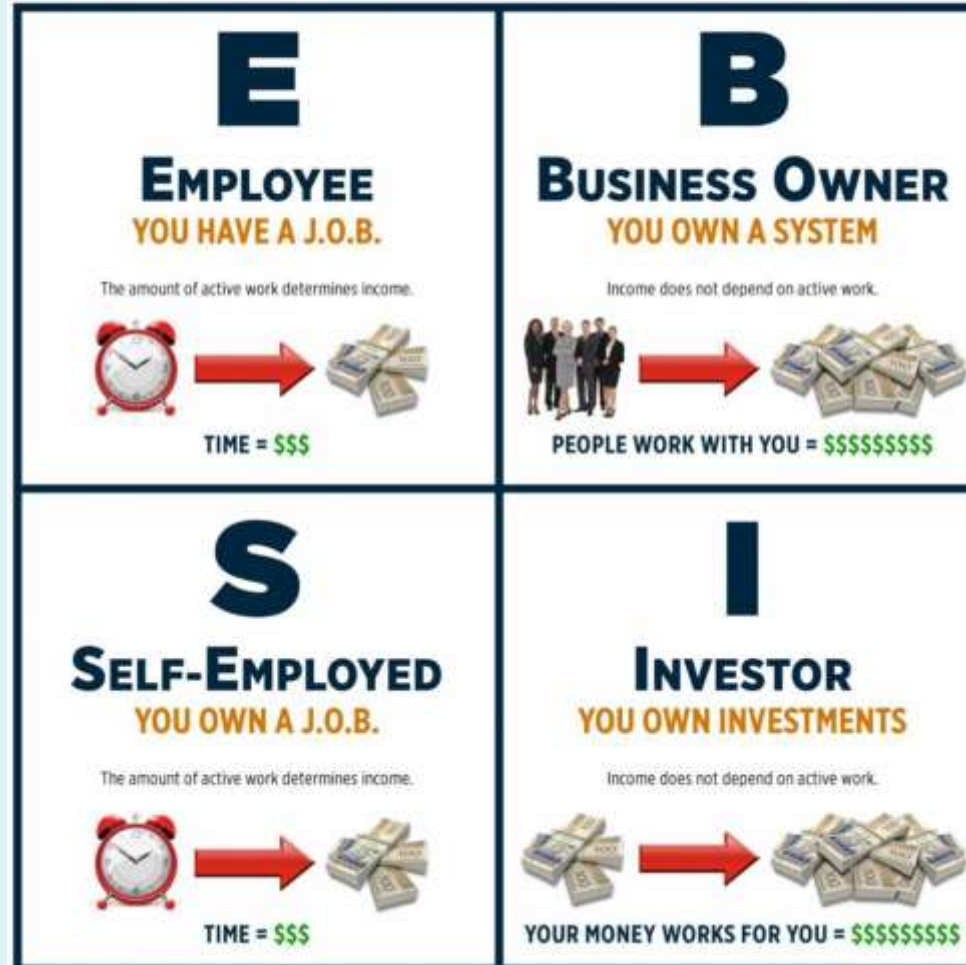 E
EMPLOYEE
YOU HAVE A J.O.B.
The amount of active work determines income.
TIME = $$$
B
BUSINESS OWNER
YOU OWN A SYSTEM
Income does not depend on active work.
PEOPLE WORK WITH YOU = $$$$$$$$$
S
SELF-EMPLOYED
YOU OWN A J.O.B.
The amount of active work determines income.
TIME = $$$
I
INVESTOR
YOU OWN INVESTMENTS
Income does not depend on active work.
YOUR MONEY WORKS FOR YOU = $$$$$$$$$